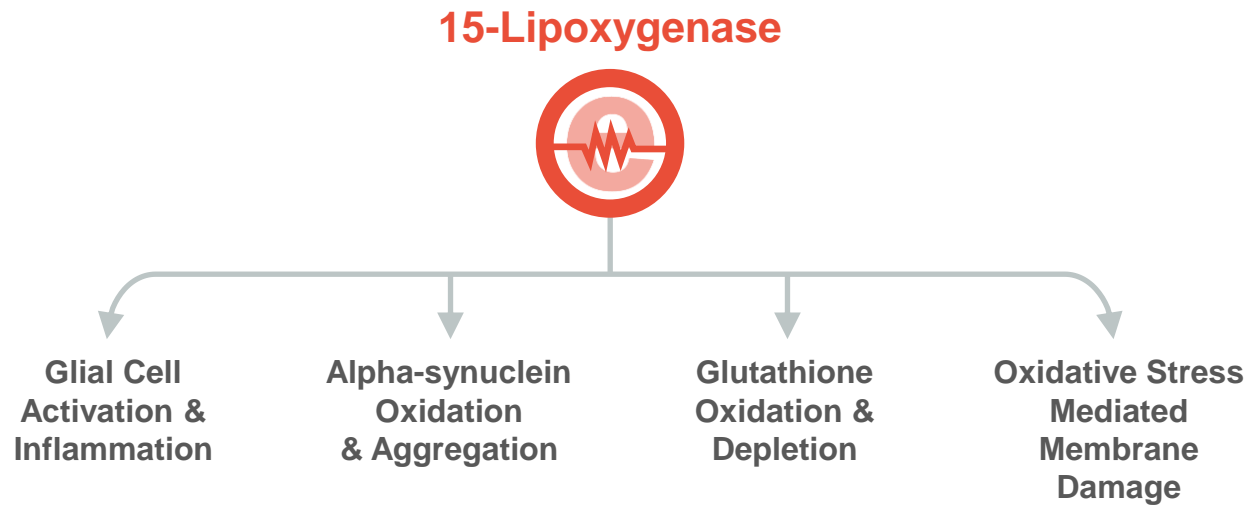 15-Lipoxygenase
Glial Cell
Activation &
Inflammation
Alpha-synuclein
Oxidation
& Aggregation
Glutathione
Oxidation &
Depletion
Oxidative Stress
Mediated
Membrane
Damage